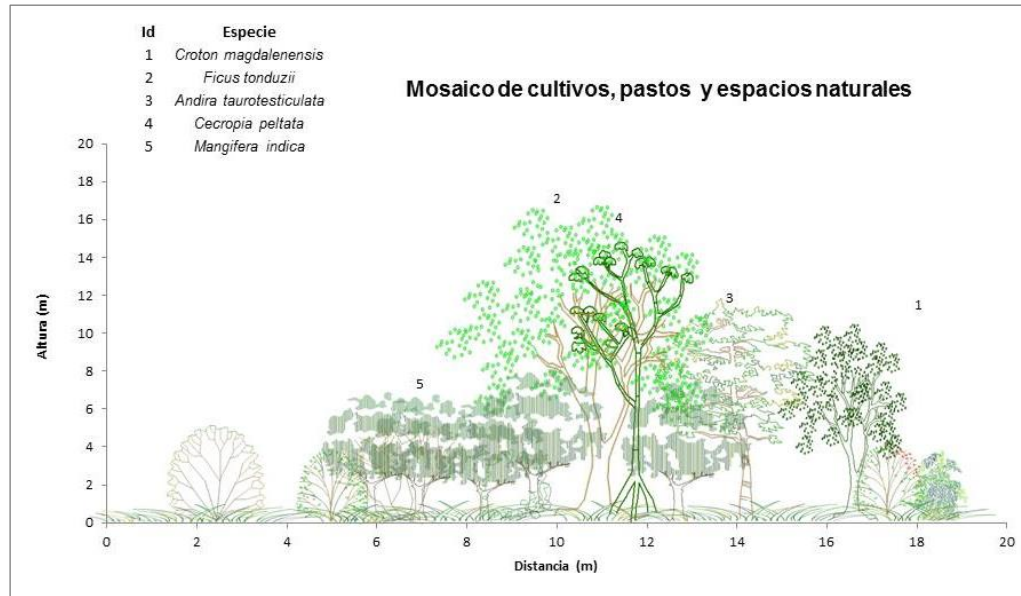 Id Especie
1 Croton magdalenensis
2 Ficus tonduzii
3 Andira taurotesticulata
4 Cecropia peltata
5 Mangifera indica
Mosaico de cultivos, pastos y espacios naturales
Altura (m)
20
18
16
14
12
10
8
6
4
2
0
2
4
3
1
5
0 2 4 6 8 10 12 14 16 18 20
Distancia (m)